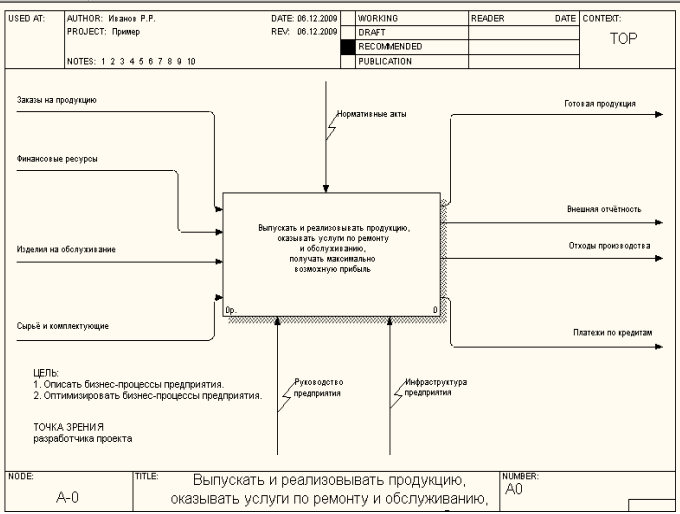 USED AT:
AUTHOR: Иванов Р.Р.
DATE: 06.12.2009
WORKING
READER
DATE
CONTEXT:
PROJECT: Пример
REV: 06.12.2009
DRAFT
TOP
RECOMMENDED
NOTES: 1 2 3 4 5 6 7 8 9 10
PUBLICATION
Заказы на продукцию
Нормативные акты
Готовая продукция
Финансовые ресурсы
Внешняя отчётность
Выпускать и реализовывать продукцию,
оказывать услуги по ремонту
и обслуживанию,
получать максимально
возможную прибыль
Изделия на обслуживание
Отходы производства
0р.
0
Сырьё и комплектующие
Платежи по кредитам
ЦЕЛЬ:
1. Описать бизнес-процессы предприятия.
2. Оптимизировать бизнес-процессы предприятия.
Руководство
предприятия
Инфраструктура
предприятия
ТОЧКА ЗРЕНИЯ
разработчика проекта
NODE:
TITLE:
NUMBER:
A-0
Выпускать и реализовывать продукцию,
оказывать услуги по ремонту и обслуживанию,
A0